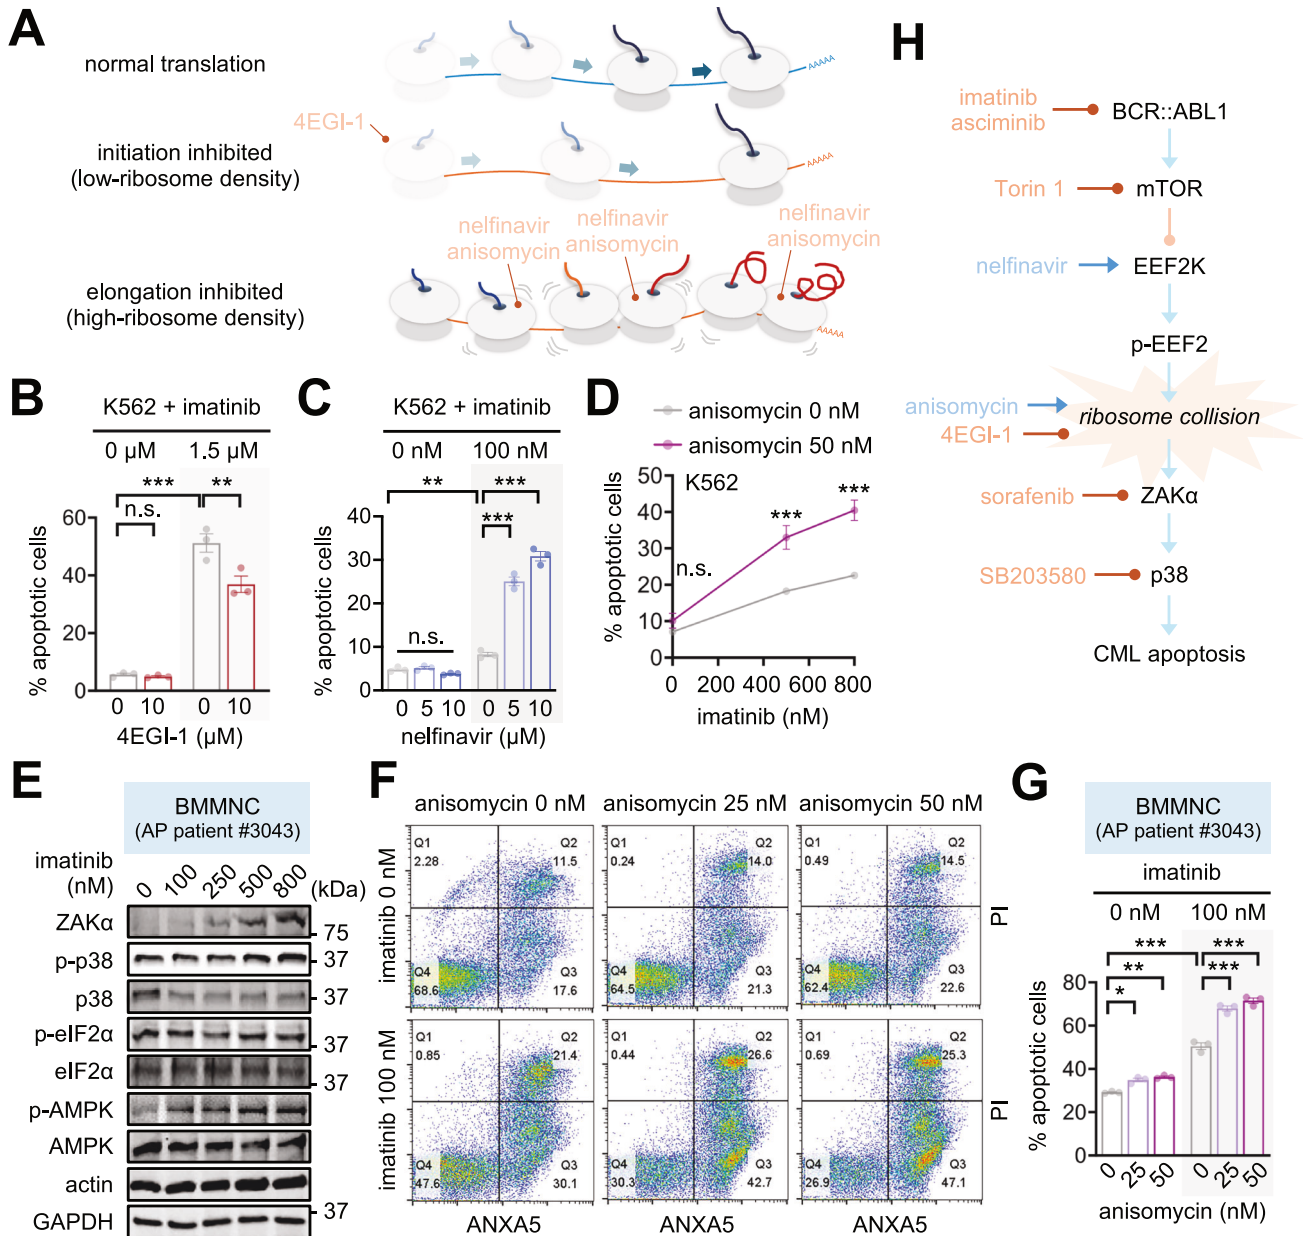 A
normal translation
AAAAA
4EGI-1
initiation inhibited
(low-ribosome density)
AAAAA
nelfinavir
anisomycin
nelfinavir
anisomycin
nelfinavir
anisomycin
elongation inhibited
(high-ribosome density)
AAAAA
H
imatinib
asciminib
BCR::ABL1
Torin 1
mTOR
nelfinavir
EEF2K
p-EEF2
anisomycin
4EGI-1
ribosome collision
sorafenib
ZAKα
SB203580
p38
CML apoptosis
B
K562 + imatinib
0 µM 1.5 µM
*** **
n.s.
% apoptotic cells
60
40
20
0
0 10 0 10
4EGI-1 (µM)
C
K562 + imatinib
0 nM 100 nM
** ***
***
n.s.
% apoptotic cells
40
30
20
10
0
0 5 10 0 5 10
nelfinavir (µM)
D
anisomycin 0 nM
anisomycin 50 nM
K562
n.s.
***
***
% apoptotic cells
50
40
30
20
10
0
0 200 400 600 800
imatinib (nM)
E
BMMNC
(AP patient #3043)
imatinib
(nM)
0 100 250 500 800 (kDa)
ZAKα
75
p-p38
37
p38
37
p-eIF2α
37
eIF2α
37
p-AMPK
AMPK
actin
GAPDH
37
F
anisomycin 0 nM anisomycin 25 nM anisomycin 50 nM
imatinib 0 nM
Q1
2.28
Q2
11.5
Q4
68.6
Q3
17.6
Q1
0.24
Q2
14.0
Q4
64.5
Q3
21.3
Q1
0.49
Q2
14.5
Q4
62.4
Q3
22.6
PI
imatinib 100 nM
Q1
0.85
Q2
21.4
Q4
47.6
Q3
30.1
Q1
0.44
Q2
26.6
Q4
30.3
Q3
42.7
Q1
0.69
Q2
25.3
Q4
26.9
Q3
47.1
PI
ANXA5 ANXA5 ANXA5
G
BMMNC
(AP patient #3043)
imatinib
0 nM 100 nM
*** ***
** ***
*
% apoptotic cells
80
60
40
20
0
0 25 50 0 25 50
anisomycin (nM)